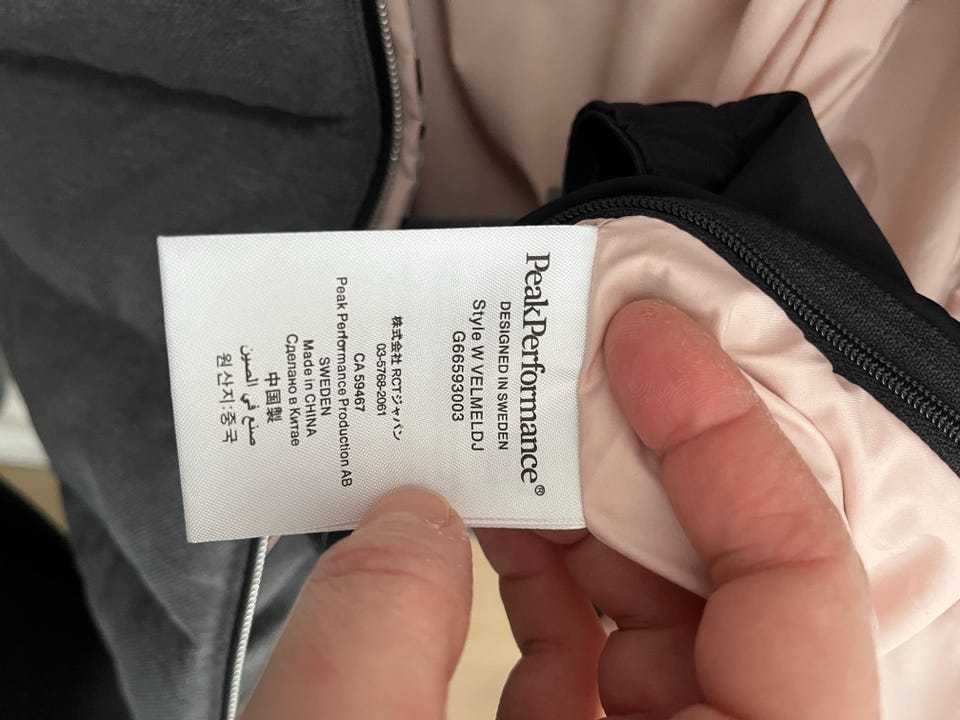 PeakPerformance®
DESIGNED IN SWEDEN
Style W VELMELDJ
G66593003
株式会社 RCTジャパン
03-5768-2061
CA 59467
Peak Performance Production AB
SWEDEN
Made in CHINA
Сделано в Китае
中国製
صنع في الصين
원산지:중국